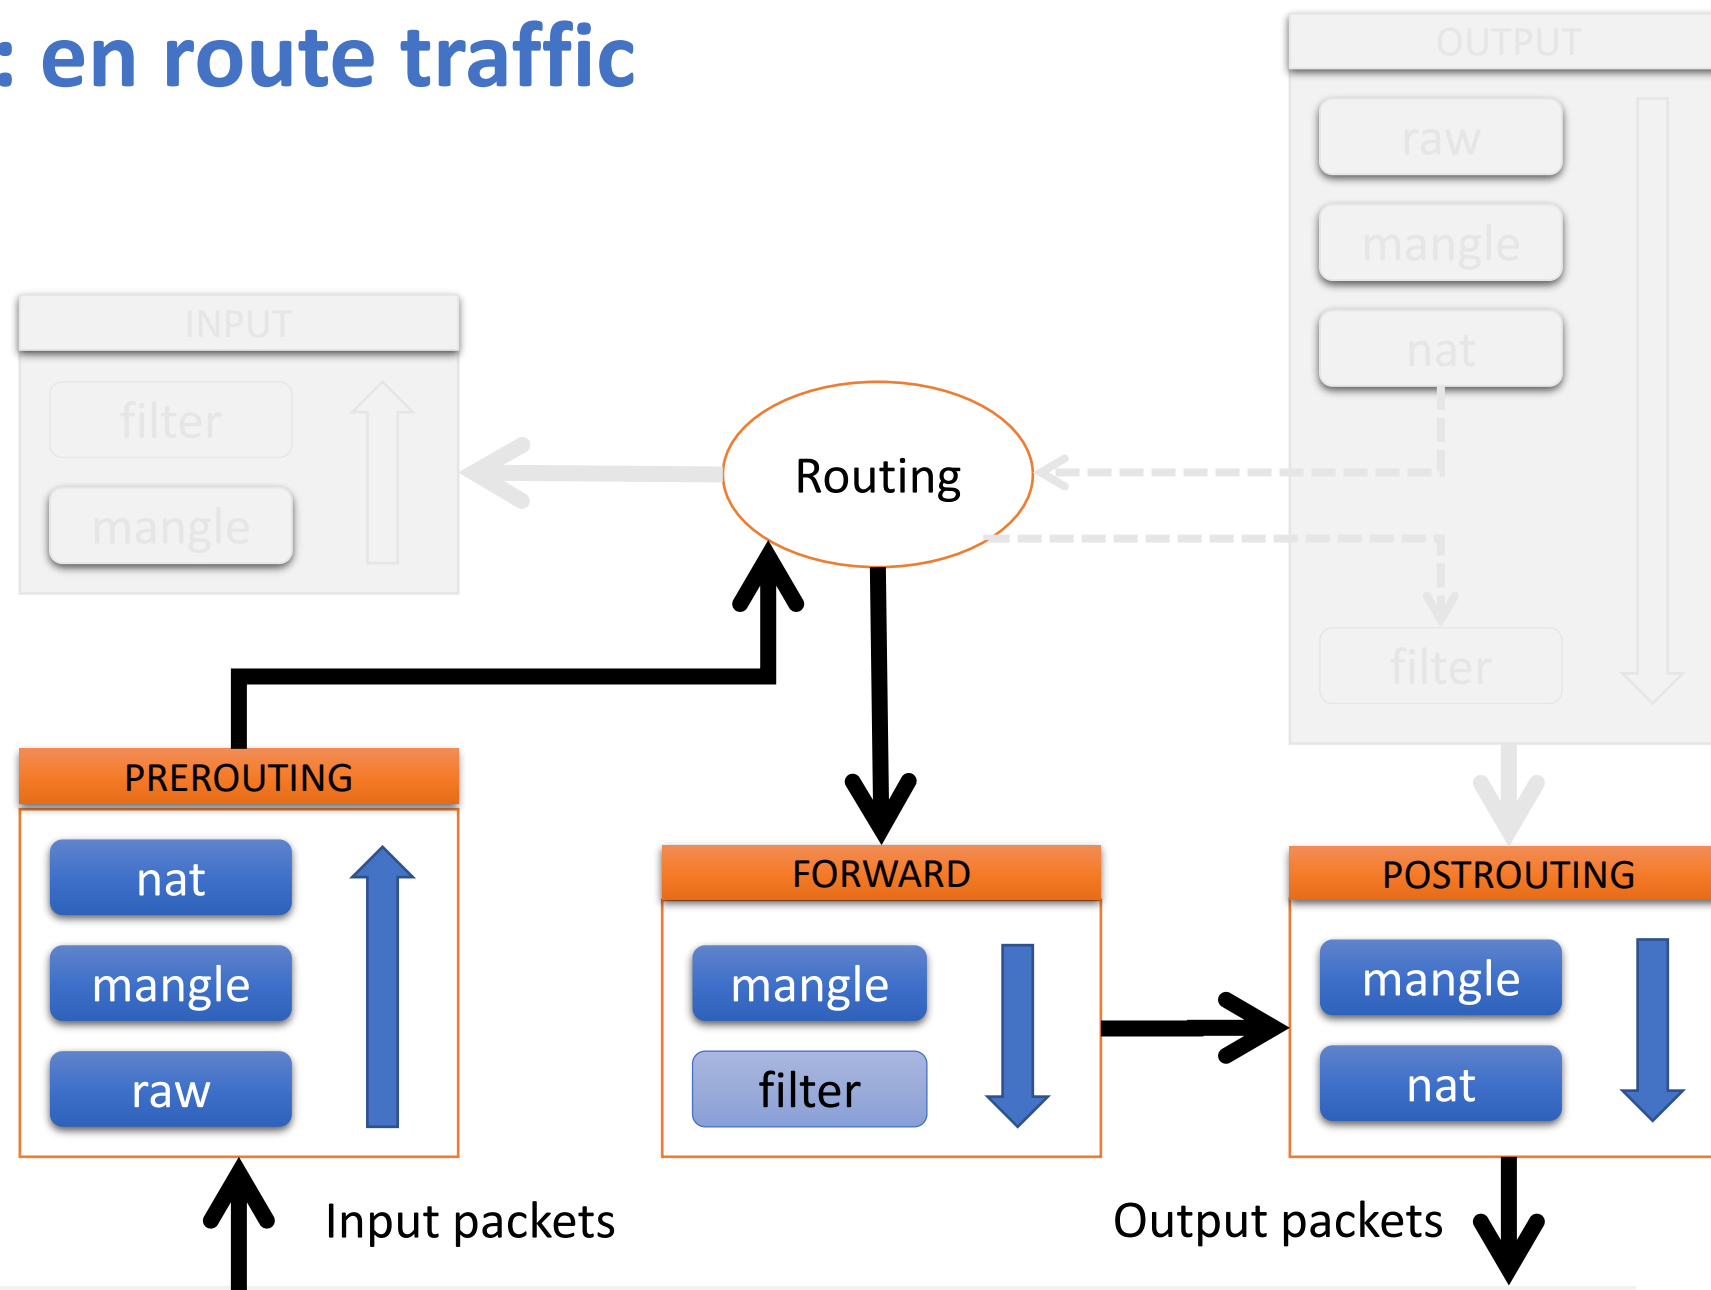 : en route traffic
OUTPUT
raw
mangle
nat
filter
INPUT
filter
mangle
Routing
PREROUTING
nat
mangle
raw
FORWARD
mangle
filter
POSTROUTING
mangle
nat
Input packets
Output packets